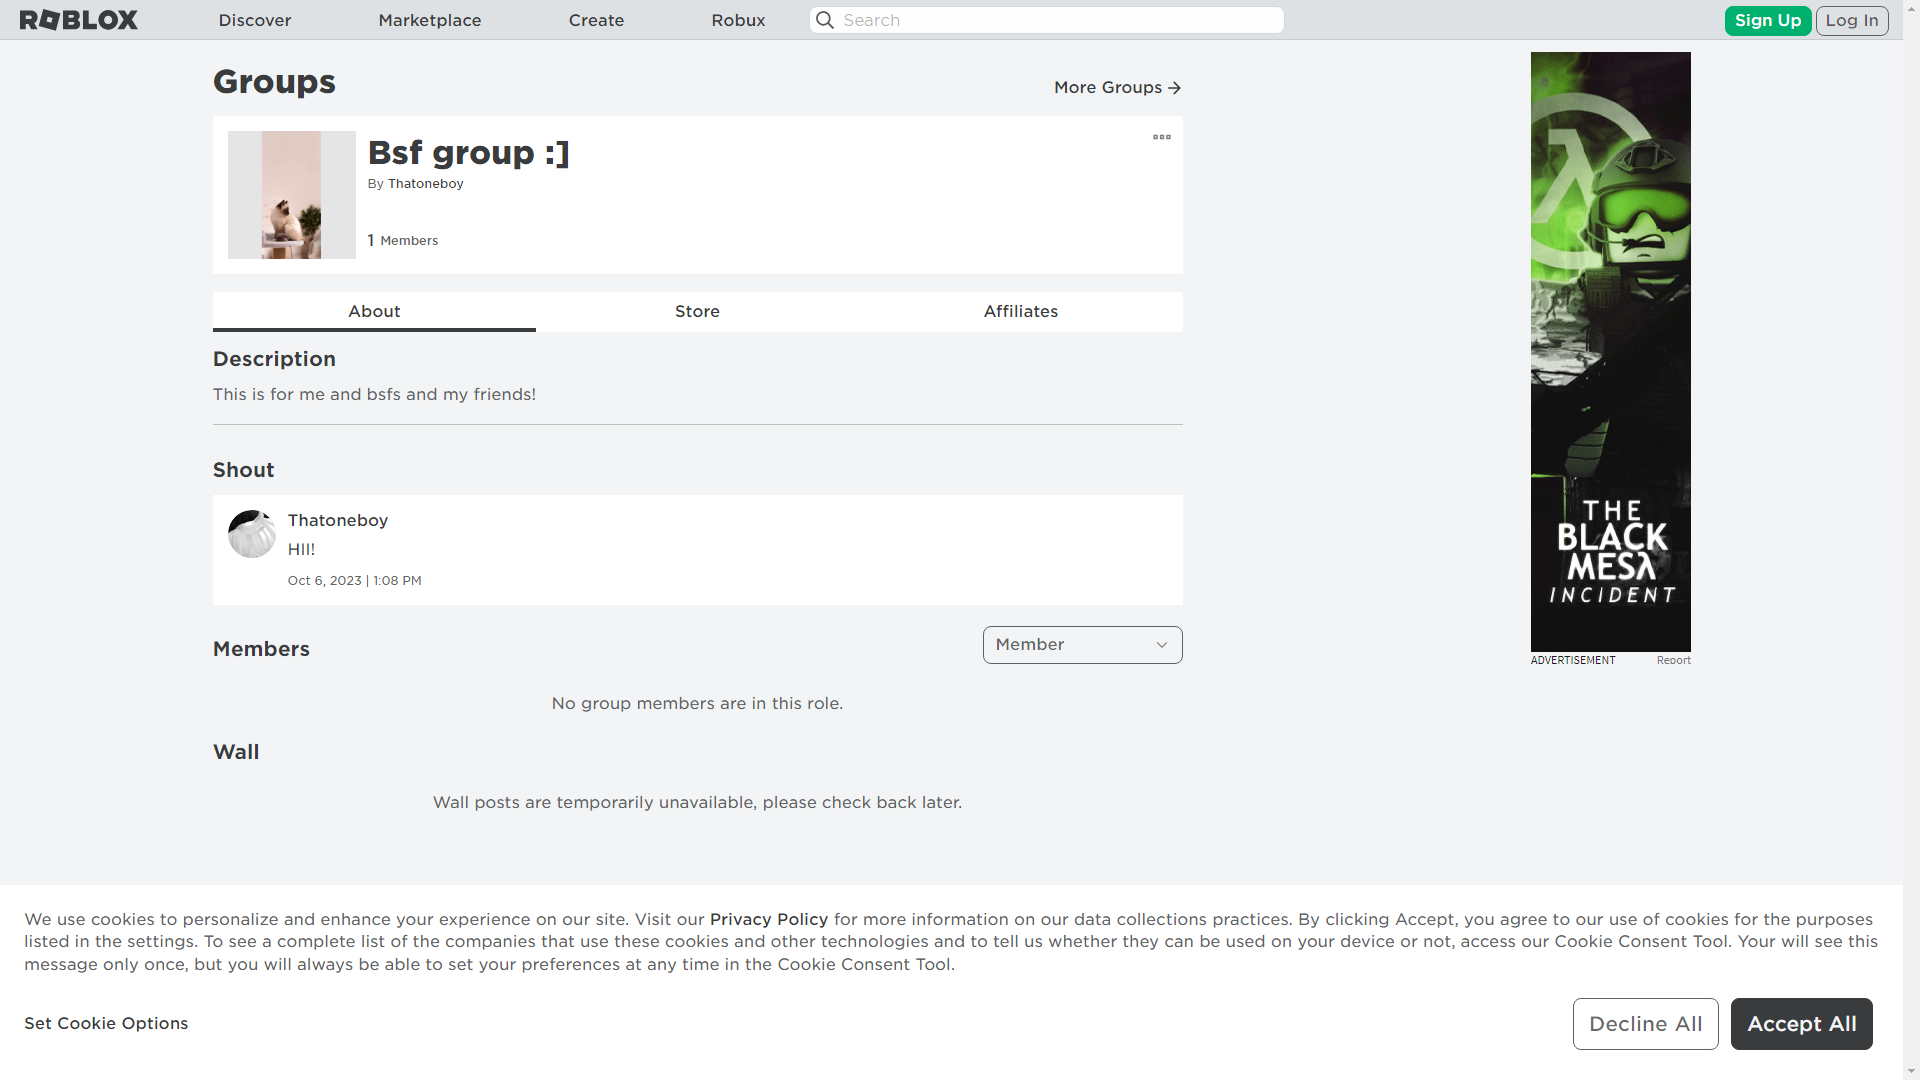 ROBLOX Discover Marketplace Create Robux Search Sign Up Log In
Groups
More Groups
Bsf group :]
By Thatoneboy
1 Members
About Store Affiliates
Description
This is for me and bsfs and my friends!
Shout
Thatoneboy
HII!
Oct 6, 2023 | 1:08 PM
Members
Member
No group members are in this role.
Wall
Wall posts are temporarily unavailable, please check back later.
THE
BLACK
MESλ
INCIDENT
ADVERTISEMENT Report
We use cookies to personalize and enhance your experience on our site. Visit our Privacy Policy for more information on our data collections practices. By clicking Accept, you agree to our use of cookies for the purposes
listed in the settings. To see a complete list of the companies that use these cookies and other technologies and to tell us whether they can be used on your device or not, access our Cookie Consent Tool. Your will see this
message only once, but you will always be able to set your preferences at any time in the Cookie Consent Tool.
Set Cookie Options
Decline All
Accept All